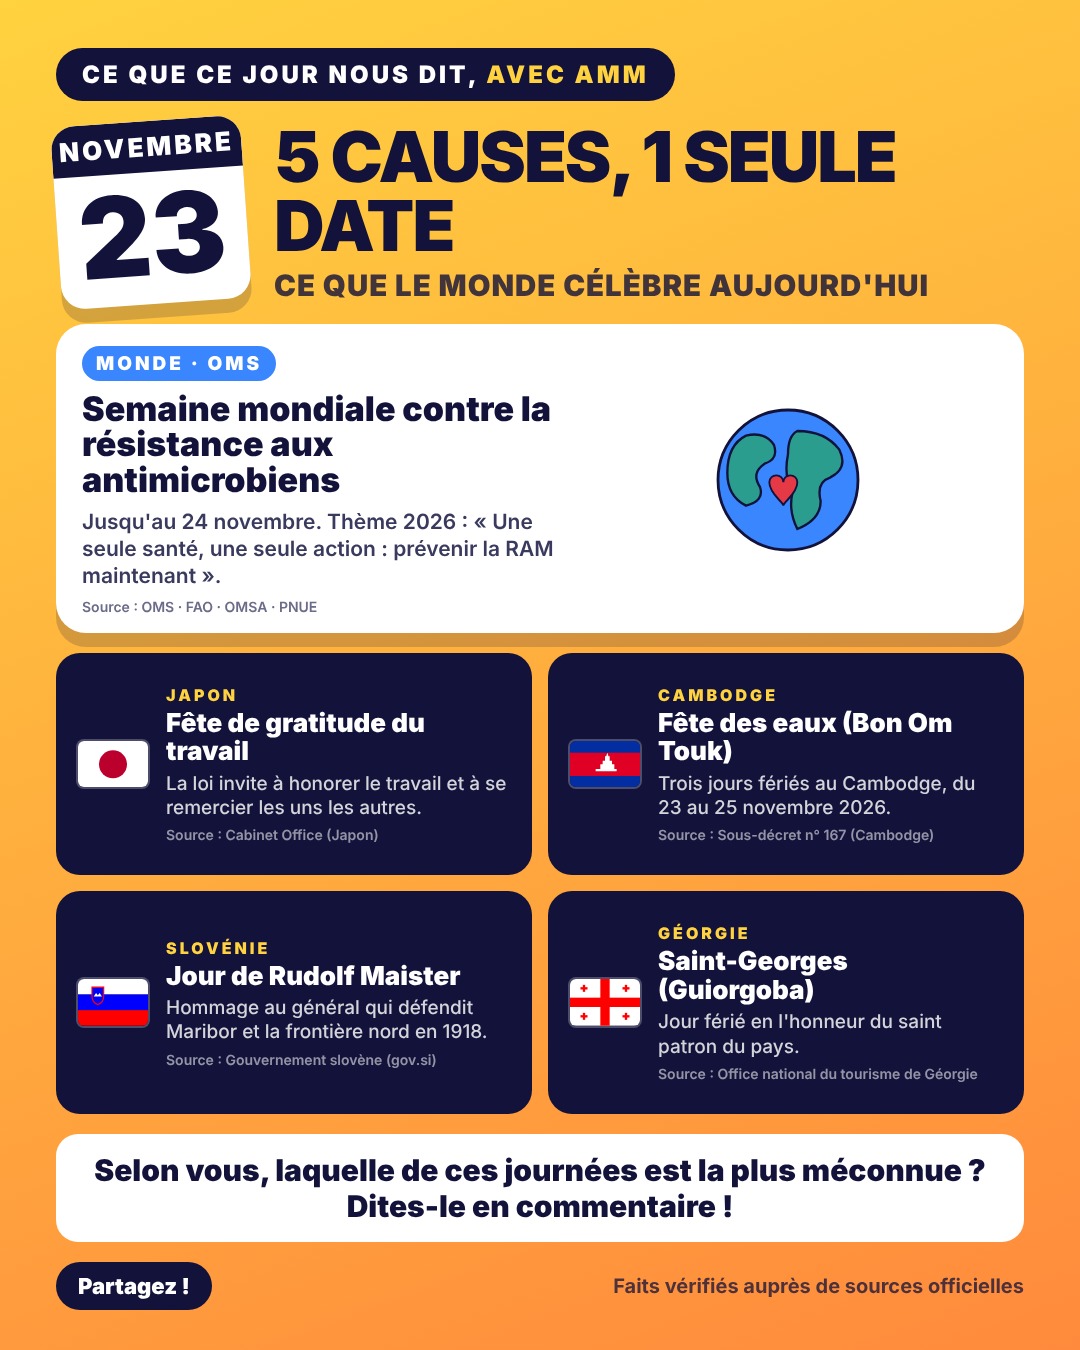 CE QUE CE JOUR NOUS DIT, AVEC AMM
NOVEMBRE
23
5 CAUSES, 1 SEULE
DATE
CE QUE LE MONDE CÉLÈBRE AUJOURD'HUI
MONDE · OMS
Semaine mondiale contre la
résistance aux
antimicrobiens
Jusqu'au 24 novembre. Thème 2026 : « Une
seule santé, une seule action : prévenir la RAM
maintenant ».
Source : OMS · FAO · OMSA · PNUE
JAPON
Fête de gratitude du
travail
La loi invite à honorer le travail et à se
remercier les uns les autres.
Source : Cabinet Office (Japon)
CAMBODGE
Fête des eaux (Bon Om
Touk)
Trois jours fériés au Cambodge, du
23 au 25 novembre 2026.
Source : Sous-décret n° 167 (Cambodge)
SLOVÉNIE
Jour de Rudolf Maister
Hommage au général qui défendit
Maribor et la frontière nord en 1918.
Source : Gouvernement slovène (gov.si)
GÉORGIE
Saint-Georges
(Guiorgoba)
Jour férié en l'honneur du saint
patron du pays.
Source : Office national du tourisme de Géorgie
Selon vous, laquelle de ces journées est la plus méconnue ?
Dites-le en commentaire !
Partagez !
Faits vérifiés auprès de sources officielles